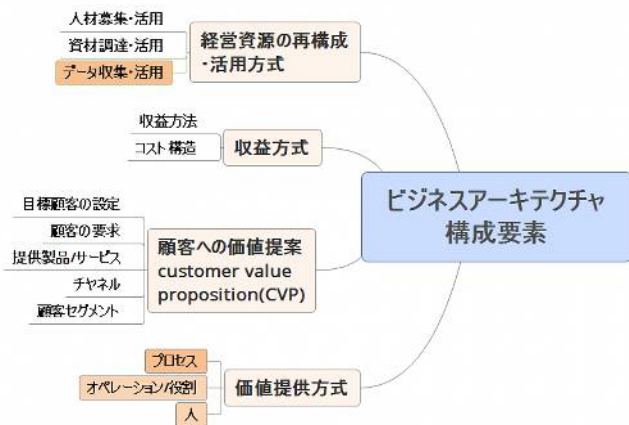 人材募集・活用
資材調達・活用
データ収集・活用
経営資源の再構成
・活用方式
収益方法
コスト構造
収益方式
ビジネスアーキテクチャ
構成要素
目標顧客の設定
顧客の要求
提供製品/サービス
チャネル
顧客セグメント
顧客への価値提案
customer value
proposition(CVP)
プロセス
オペレーション/役割
人
価値提供方式